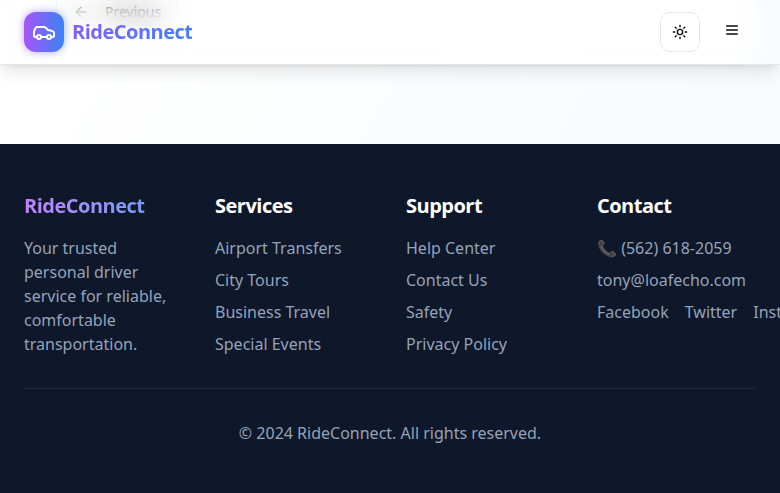 Previous
RideConnect
RideConnect
Your trusted
personal driver
service for reliable,
comfortable
transportation.
Services
Airport Transfers
City Tours
Business Travel
Special Events
Support
Help Center
Contact Us
Safety
Privacy Policy
Contact
📞 (562) 618-2059
tony@loafecho.com
Facebook Twitter Inst
© 2024 RideConnect. All rights reserved.